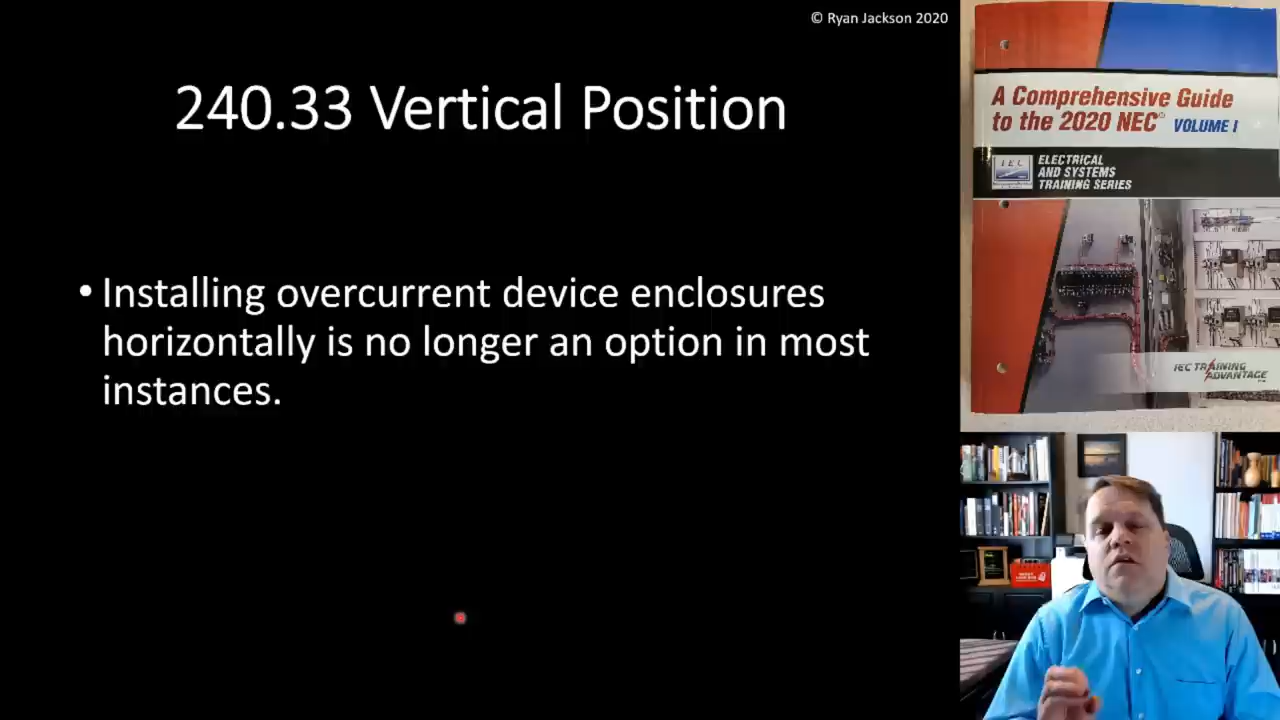 © Ryan Jackson 2020
240.33 Vertical Position
• Installing overcurrent device enclosures
horizontally is no longer an option in most
instances.
A Comprehensive Guide
to the 2020 NEC® VOLUME I
IEC
ELECTRICAL
AND SYSTEMS
TRAINING SERIES
IEC TRAINING
ADVANTAGE